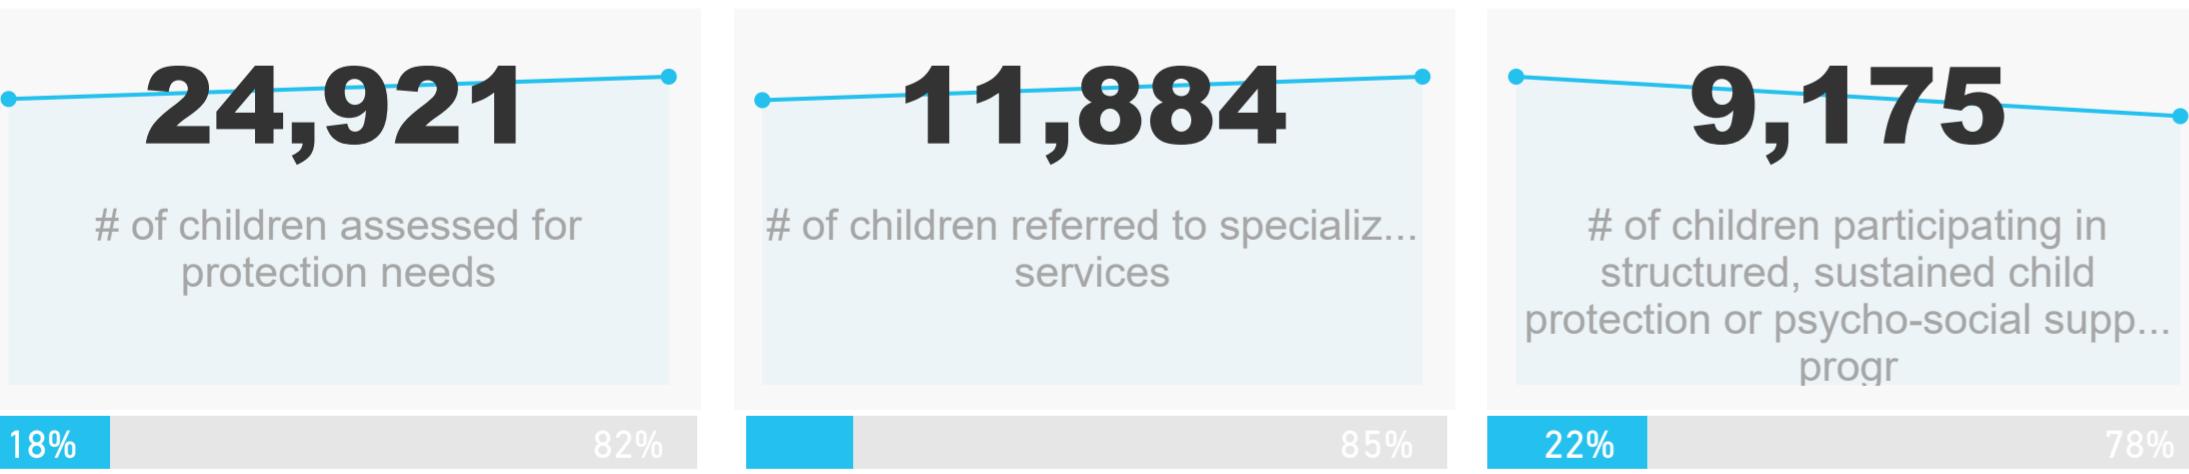 24,921
# of children assessed for
protection needs
18%
82%
11,884
# of children referred to specializ...
services
85%
9,175
# of children participating in
structured, sustained child
protection or psycho-social supp...
progr
22%
78%